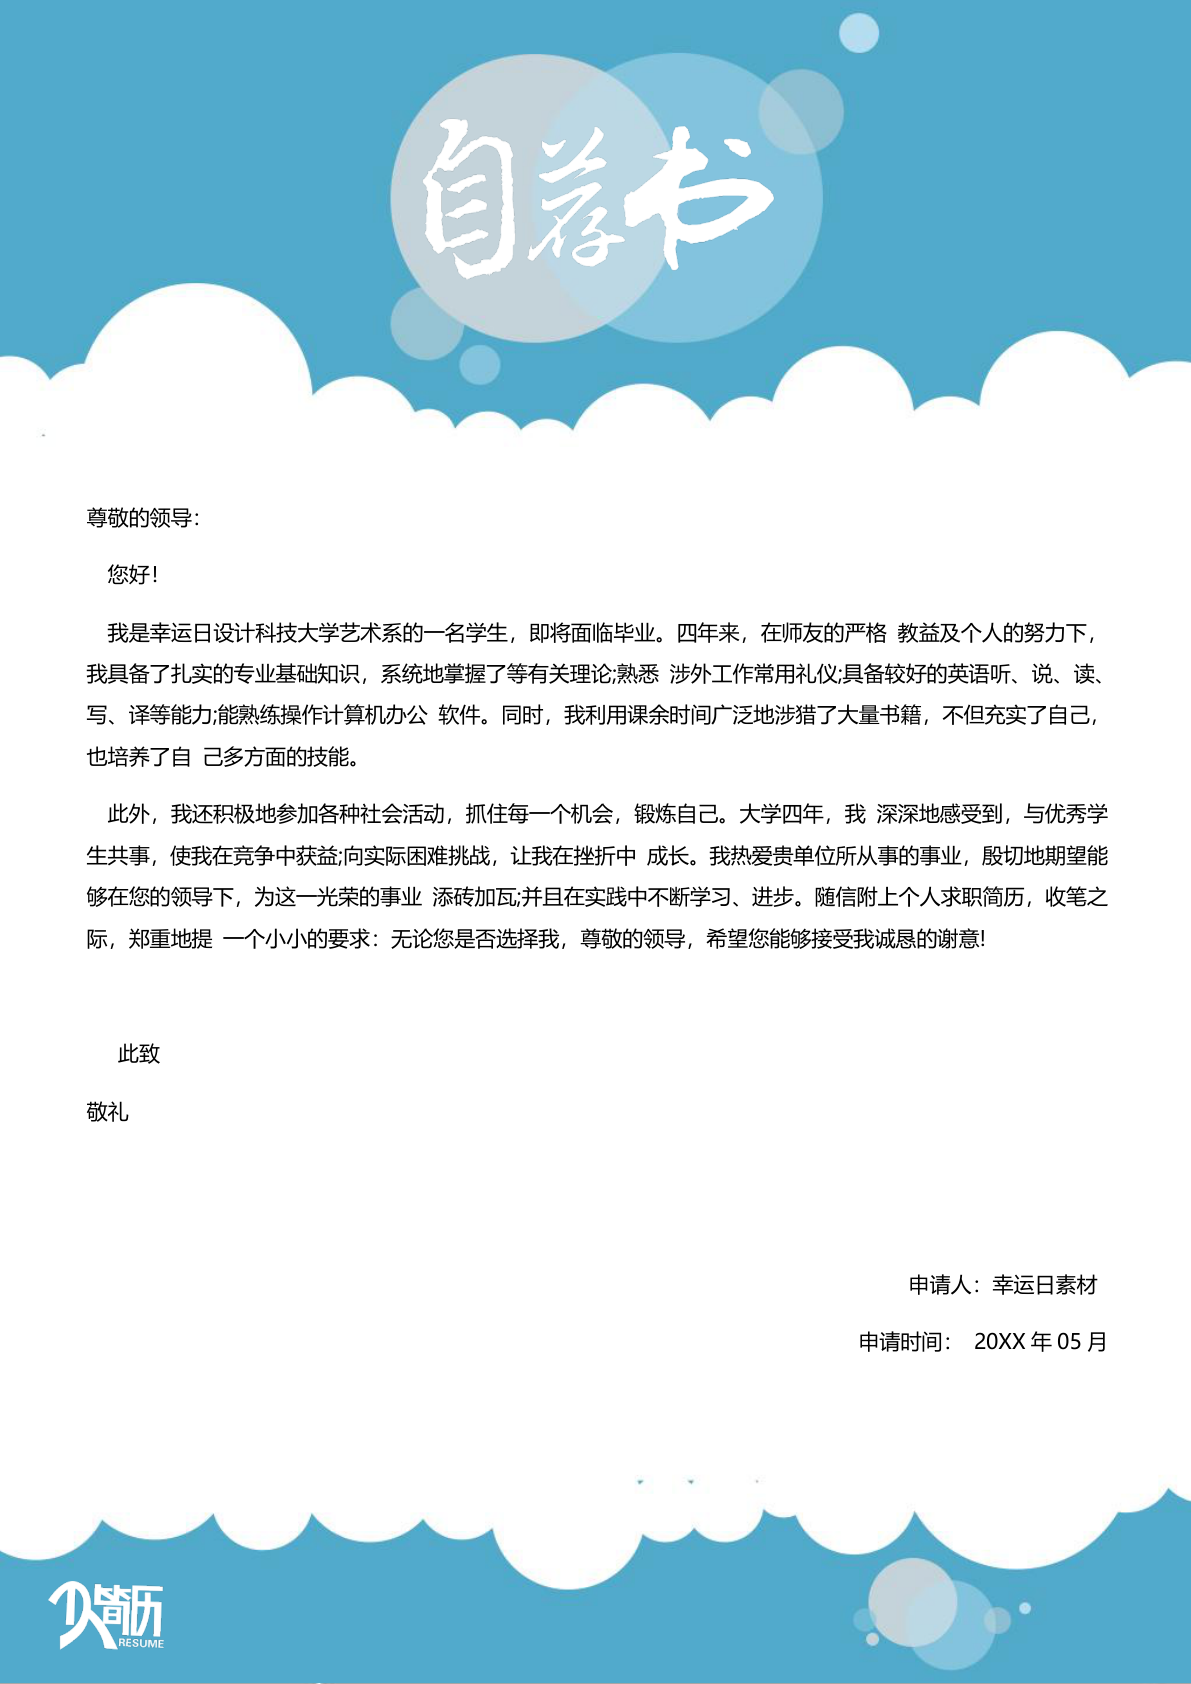 自荐书
尊敬的领导：
您好！
我是幸运日设计科技大学艺术系的一名学生，即将面临毕业。四年来，在师友的严格 教益及个人的努力下，
我具备了扎实的专业基础知识，系统地掌握了等有关理论;熟悉 涉外工作常用礼仪;具备较好的英语听、说、读、
写、译等能力;能熟练操作计算机办公 软件。同时，我利用课余时间广泛地涉猎了大量书籍，不但充实了自己，
也培养了自 己多方面的技能。
此外，我还积极地参加各种社会活动，抓住每一个机会，锻炼自己。大学四年，我 深深地感受到，与优秀学
生共事，使我在竞争中获益;向实际困难挑战，让我在挫折中 成长。我热爱贵单位所从事的事业，殷切地期望能
够在您的领导下，为这一光荣的事业 添砖加瓦;并且在实践中不断学习、进步。随信附上个人求职简历，收笔之
际，郑重地提 一个小小的要求：无论您是否选择我，尊敬的领导，希望您能够接受我诚恳的谢意!
此致
敬礼
申请人：幸运日素材
申请时间： 20XX 年 05 月
简历
RESUME